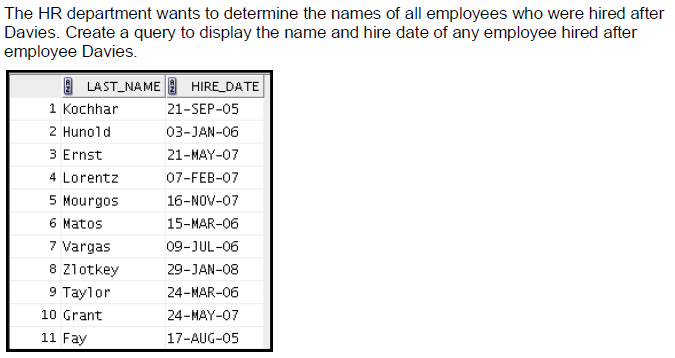 The HR department wants to determine the names of all employees who were hired after
Davies. Create a query to display the name and hire date of any employee hired after
employee Davies.
LAST_NAME HIRE_DATE
1 Kochhar 21-SEP-05
2 Hunold 03-JAN-06
3 Ernst 21-MAY-07
4 Lorentz 07-FEB-07
5 Mourgos 16-NOV-07
6 Matos 15-MAR-06
7 Vargas 09-JUL-06
8 Zlotkey 29-JAN-08
9 Taylor 24-MAR-06
10 Grant 24-MAY-07
11 Fay 17-AUG-05